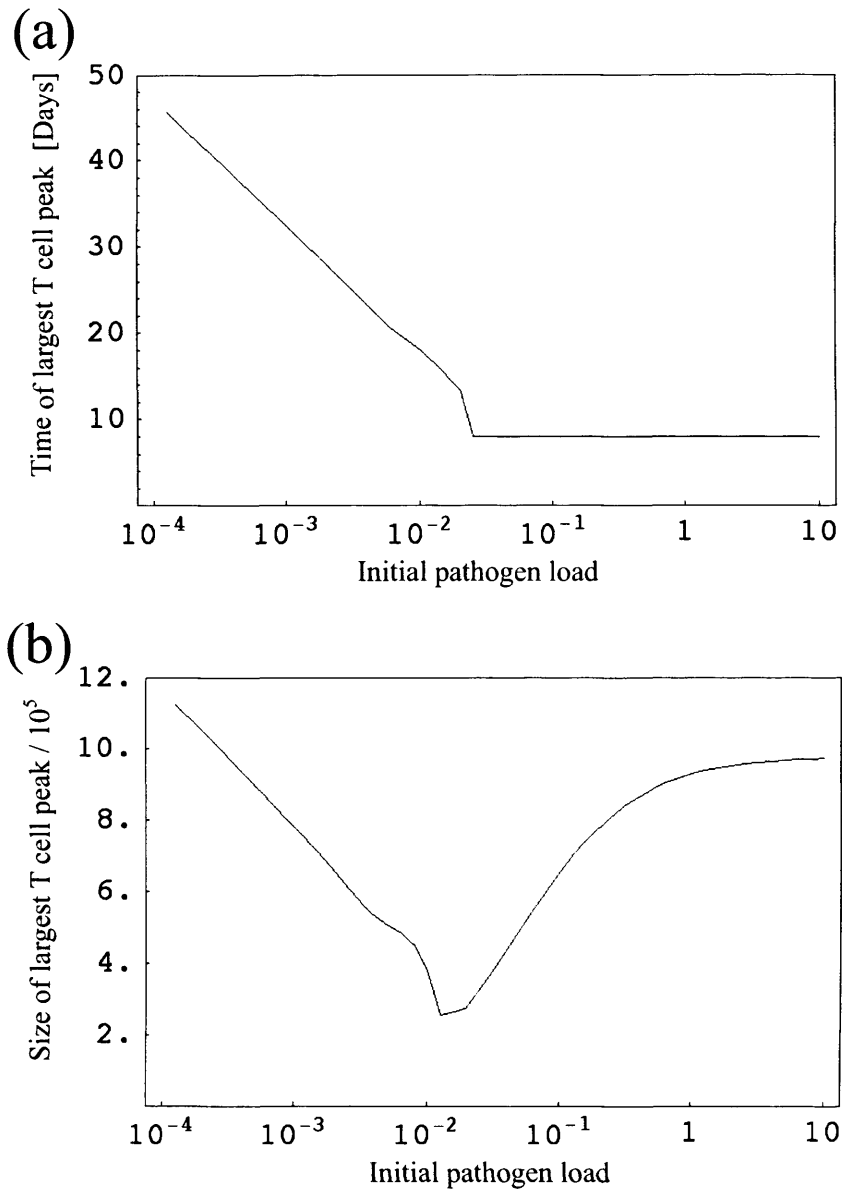 (a)
Time of largest T cell peak [Days]
50
40
30
20
10
10⁻⁴ 10⁻³ 10⁻² 10⁻¹ 1 10
Initial pathogen load
(b)
Size of largest T cell peak / 10⁵
12.
10.
8.
6.
4.
2.
10⁻⁴ 10⁻³ 10⁻² 10⁻¹ 1 10
Initial pathogen load